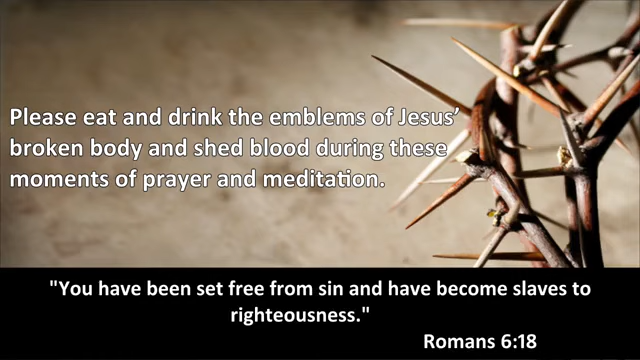 Please eat and drink the emblems of Jesus’
broken body and shed blood during these
moments of prayer and meditation.
"You have been set free from sin and have become slaves to
righteousness."
Romans 6:18